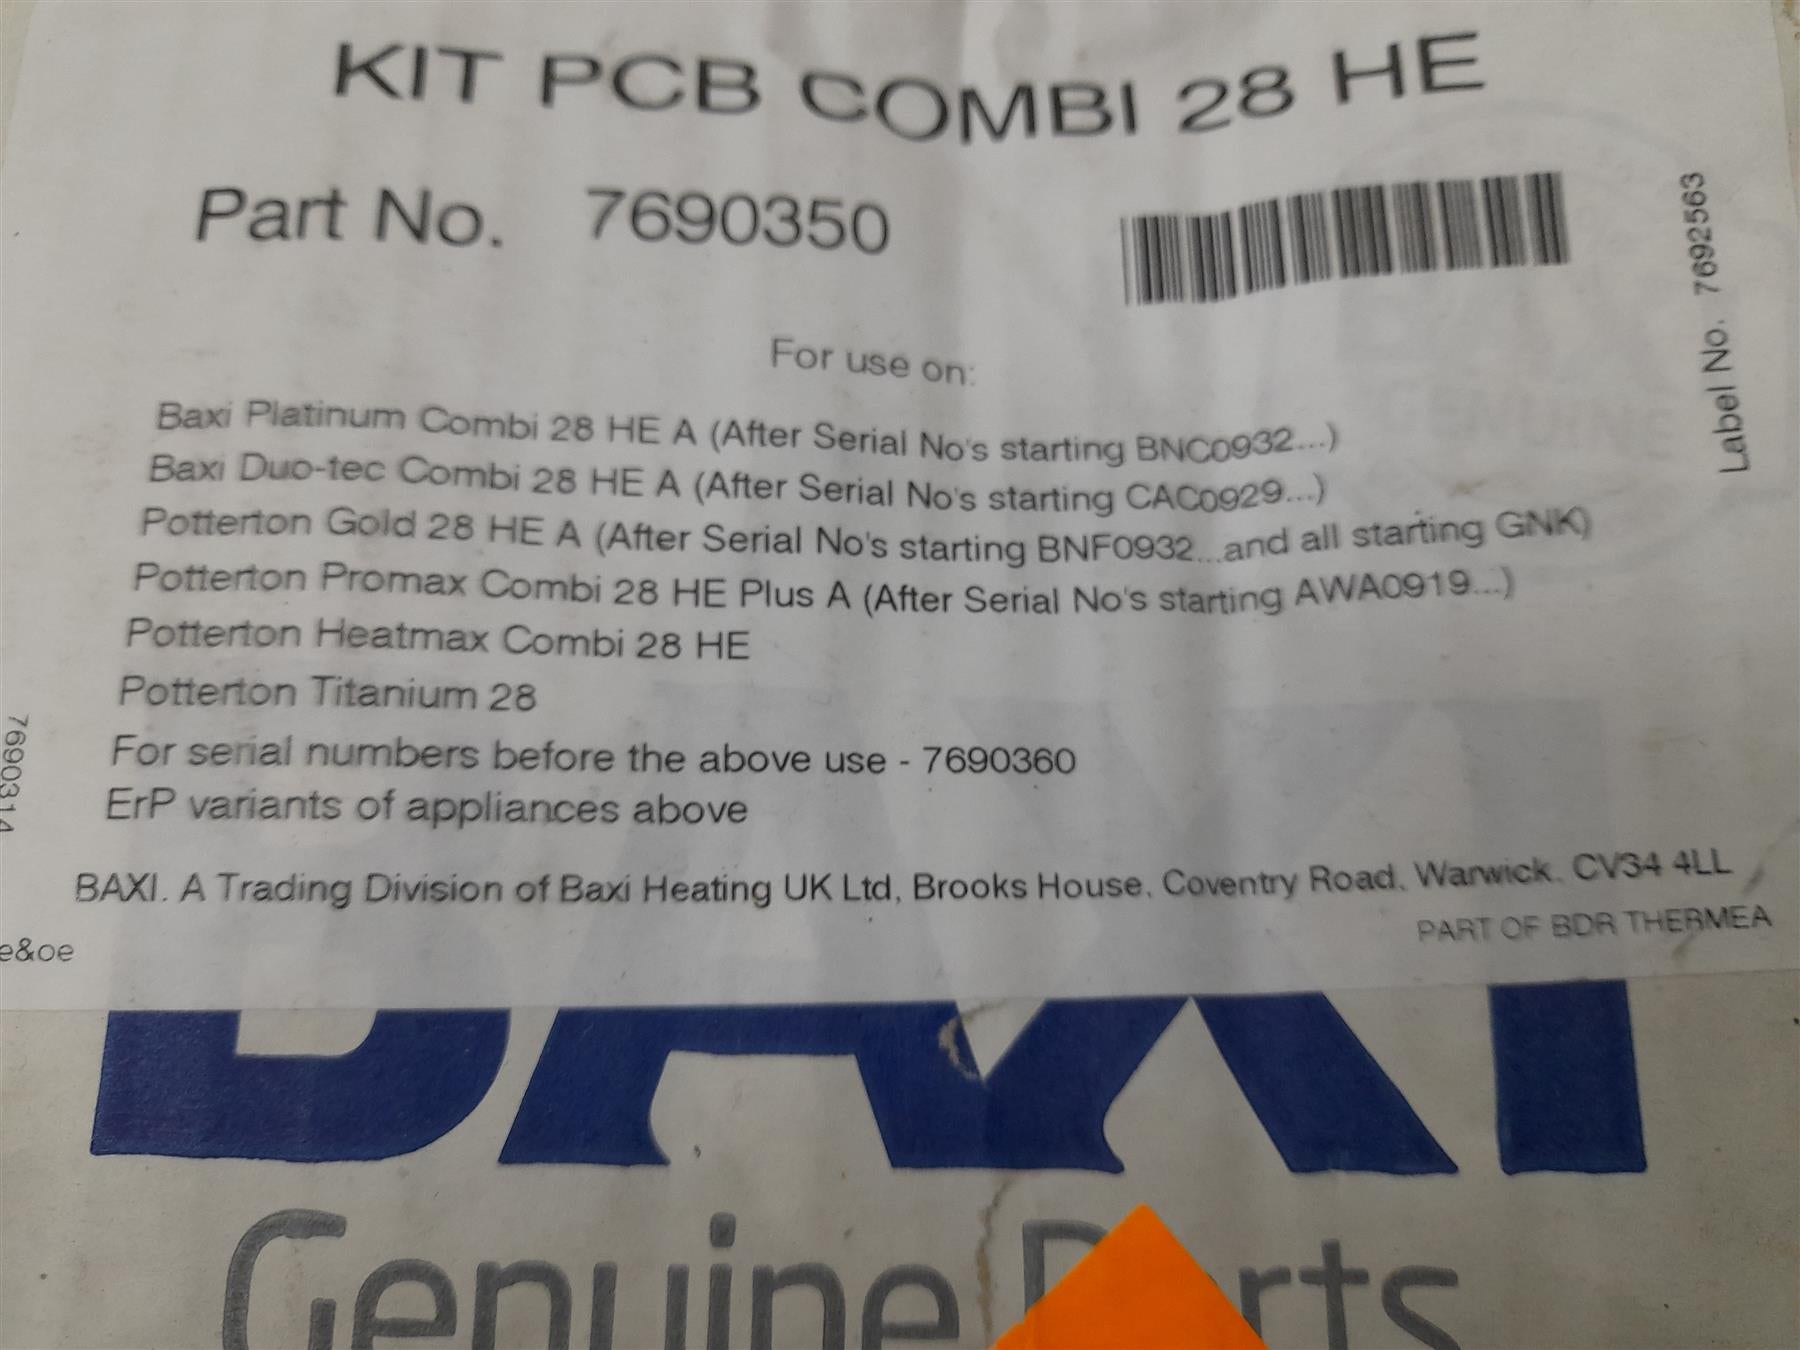 KIT PCB COMBI 28 HE
Part No. 7690350
Label No. 7692563
For use on:
Baxi Platinum Combi 28 HE A (After Serial No's starting BNC0932...)
Baxi Duo-tec Combi 28 HE A (After Serial No's starting CAC0929...)
Potterton Gold 28 HE A (After Serial No's starting BNF0932...and all starting GNK)
Potterton Promax Combi 28 HE Plus A (After Serial No's starting AWA0919...)
Potterton Heatmax Combi 28 HE
Potterton Titanium 28
For serial numbers before the above use - 7690360
ErP variants of appliances above
7690314
BAXI. A Trading Division of Baxi Heating UK Ltd, Brooks House. Coventry Road. Warwick. CV34 4LL
PART OF BDR THERMEA
e&oe
BAXI
Genuine Parts